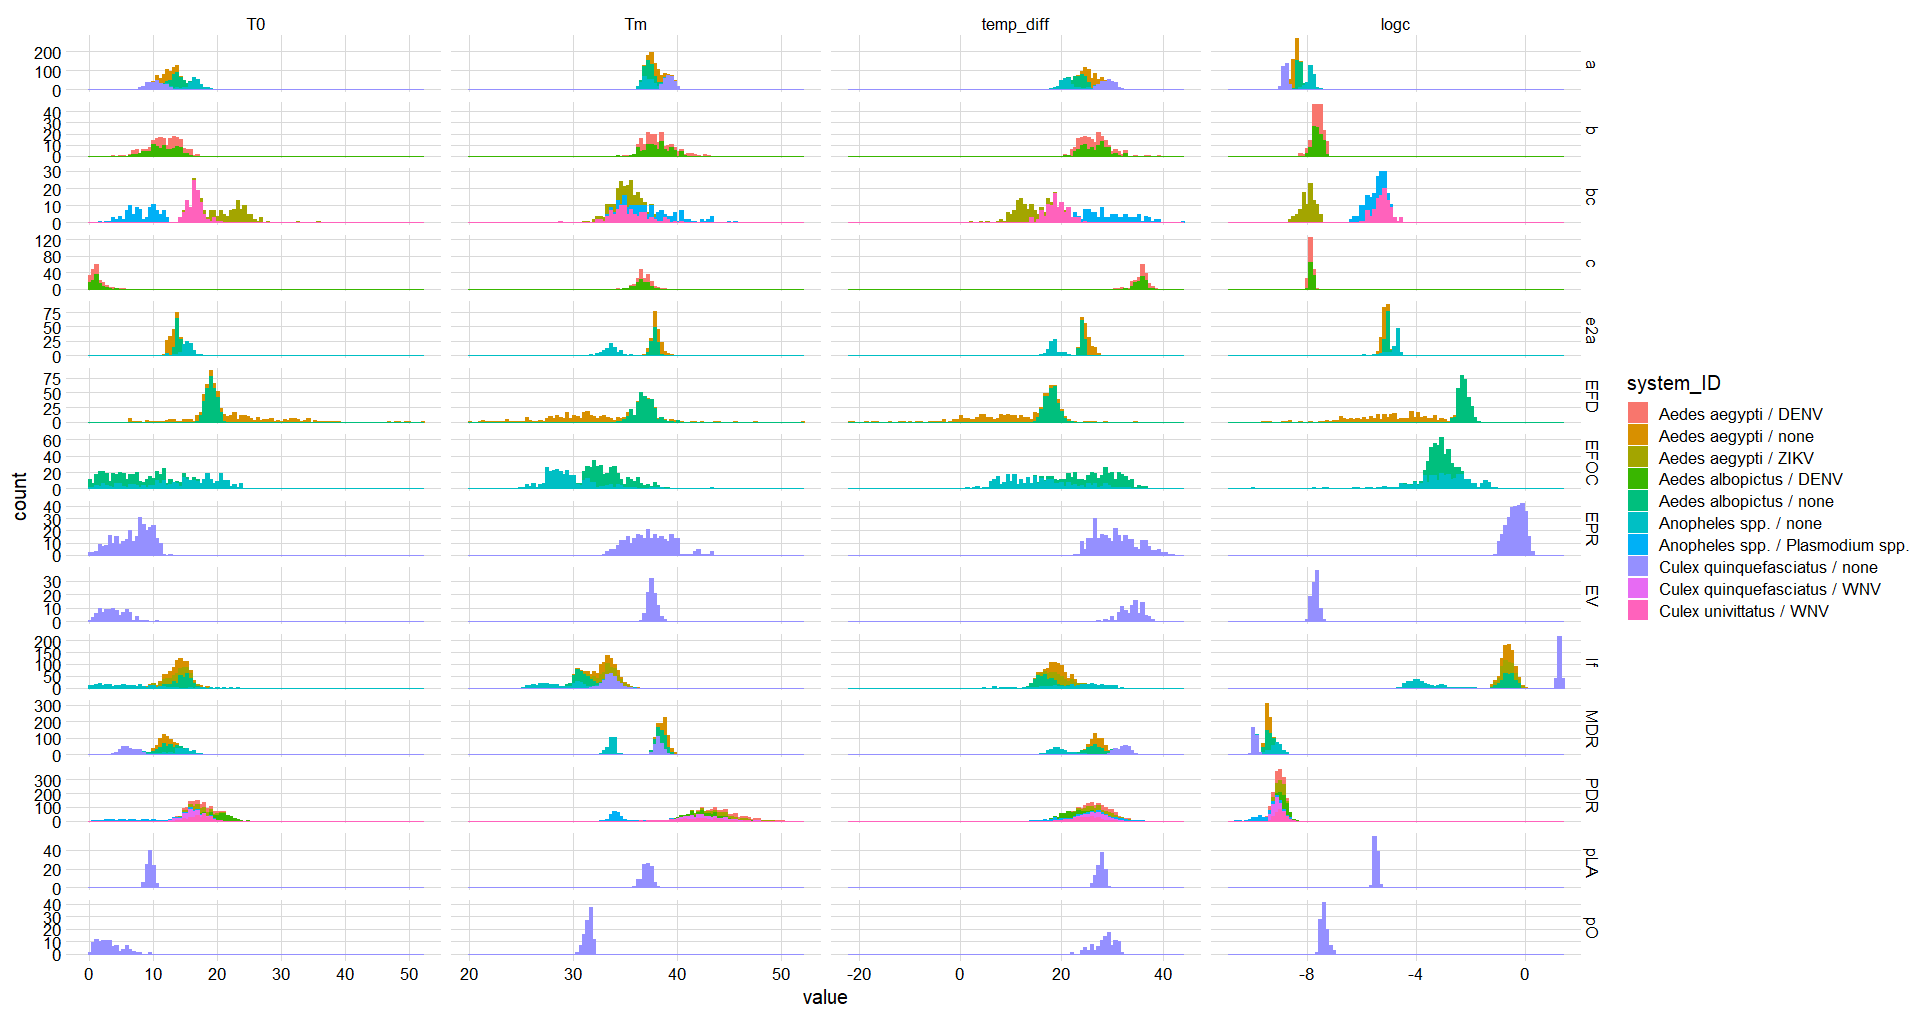 T0 Tm temp_diff logc
200
100
0
a
40
30
20
10
0
b
30
20
10
0
bc
120
80
40
0
c
75
50
25
0
e2a
75
50
25
0
EFD
60
40
20
0
EFOC
40
30
20
10
0
EPR
30
20
10
0
EV
200
150
100
50
0
lf
300
200
100
0
MDR
300
200
100
0
PDR
40
20
0
pLA
40
30
20
10
0
pO
0 10 20 30 40 50 20 30 40 50 -20 0 20 40 -8 -4 0
value
count
system_ID
Aedes aegypti / DENV
Aedes aegypti / none
Aedes aegypti / ZIKV
Aedes albopictus / DENV
Aedes albopictus / none
Anopheles spp. / none
Anopheles spp. / Plasmodium spp.
Culex quinquefasciatus / none
Culex quinquefasciatus / WNV
Culex univittatus / WNV